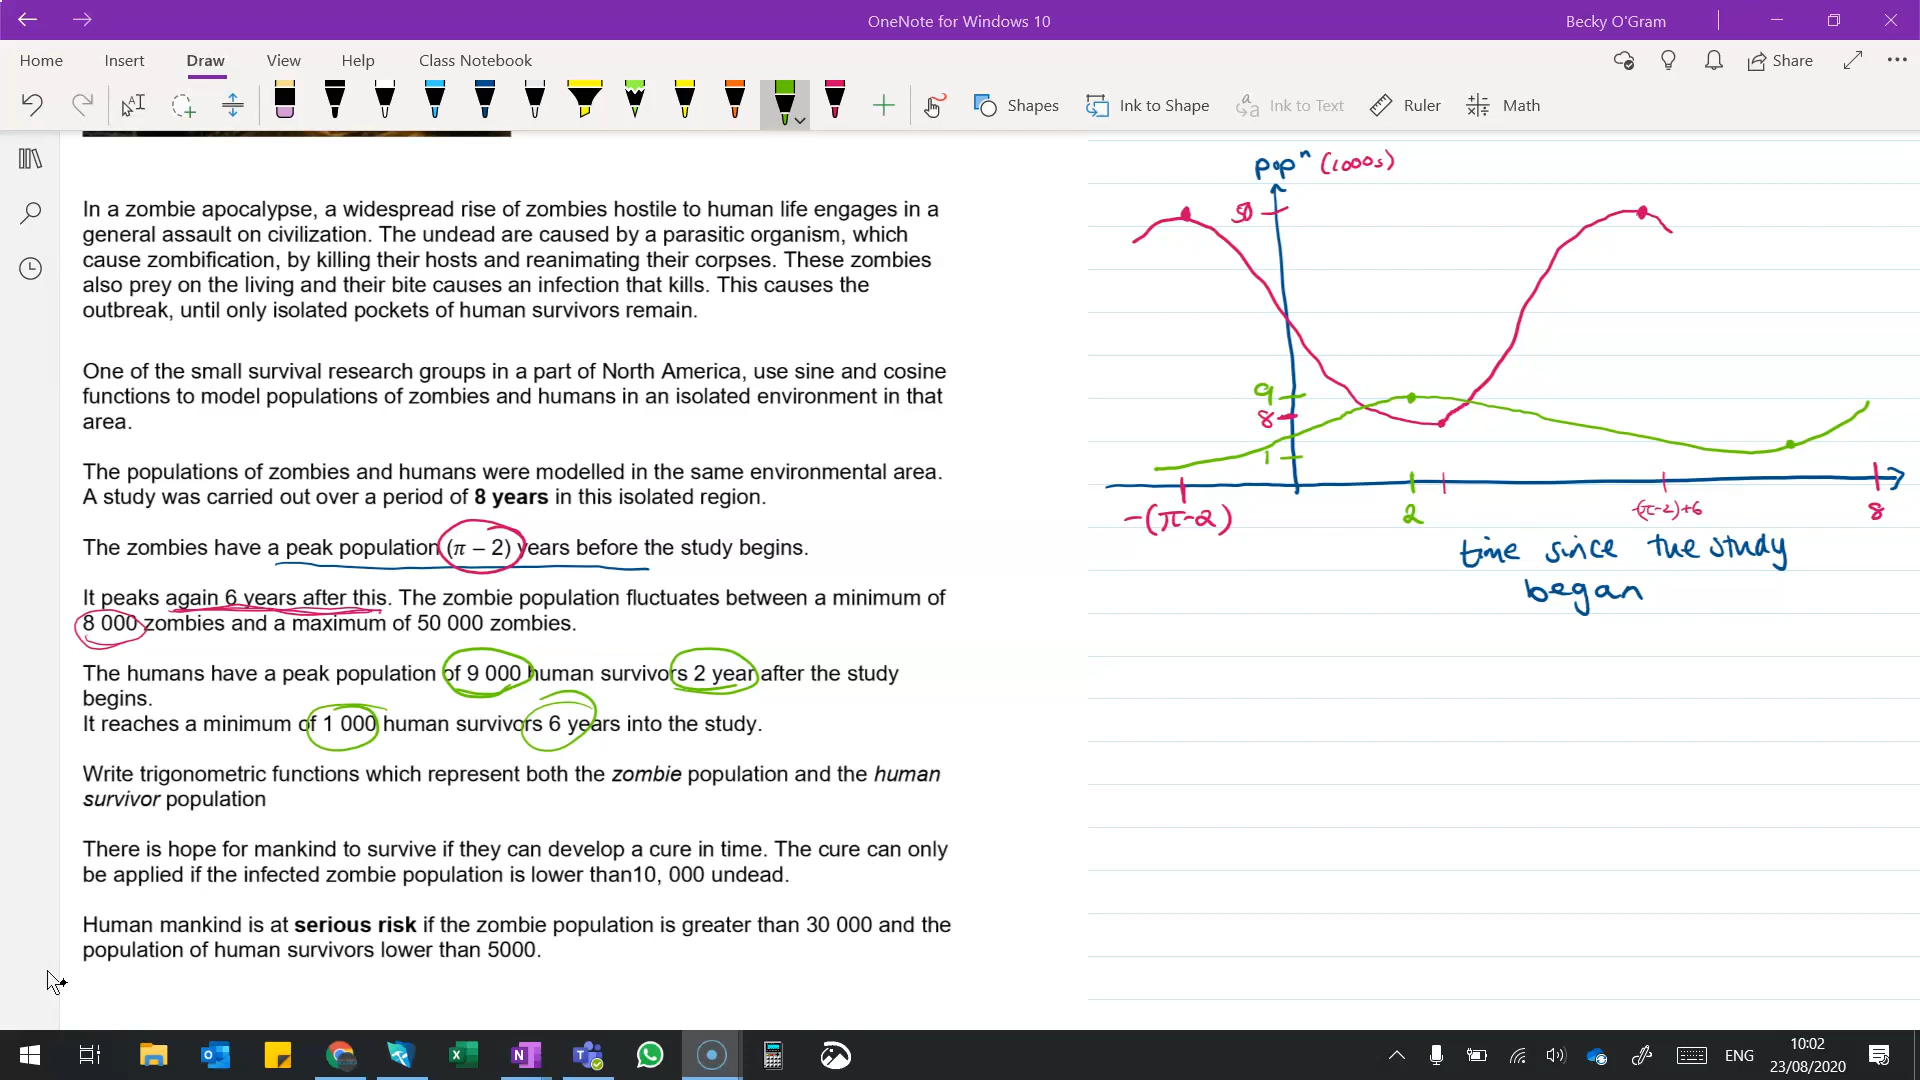 OneNote for Windows 10
Becky O'Gram
Home Insert Draw View Help Class Notebook
Share
Shapes Ink to Shape Ink to Text Ruler Math
In a zombie apocalypse, a widespread rise of zombies hostile to human life engages in a
general assault on civilization. The undead are caused by a parasitic organism, which
cause zombification, by killing their hosts and reanimating their corpses. These zombies
also prey on the living and their bite causes an infection that kills. This causes the
outbreak, until only isolated pockets of human survivors remain.
One of the small survival research groups in a part of North America, use sine and cosine
functions to model populations of zombies and humans in an isolated environment in that
area.
The populations of zombies and humans were modelled in the same environmental area.
A study was carried out over a period of 8 years in this isolated region.
The zombies have a peak population (π – 2) years before the study begins.
It peaks again 6 years after this. The zombie population fluctuates between a minimum of
8 000 zombies and a maximum of 50 000 zombies.
The humans have a peak population of 9 000 human survivors 2 year after the study
begins.
It reaches a minimum of 1 000 human survivors 6 years into the study.
Write trigonometric functions which represent both the zombie population and the human
survivor population
There is hope for mankind to survive if they can develop a cure in time. The cure can only
be applied if the infected zombie population is lower than10, 000 undead.
Human mankind is at serious risk if the zombie population is greater than 30 000 and the
population of human survivors lower than 5000.
popⁿ (1000s)
50
9
8
1
-(π-2) 2 -(π-2)+6 8
time since the study
began
ENG
10:02
23/08/2020